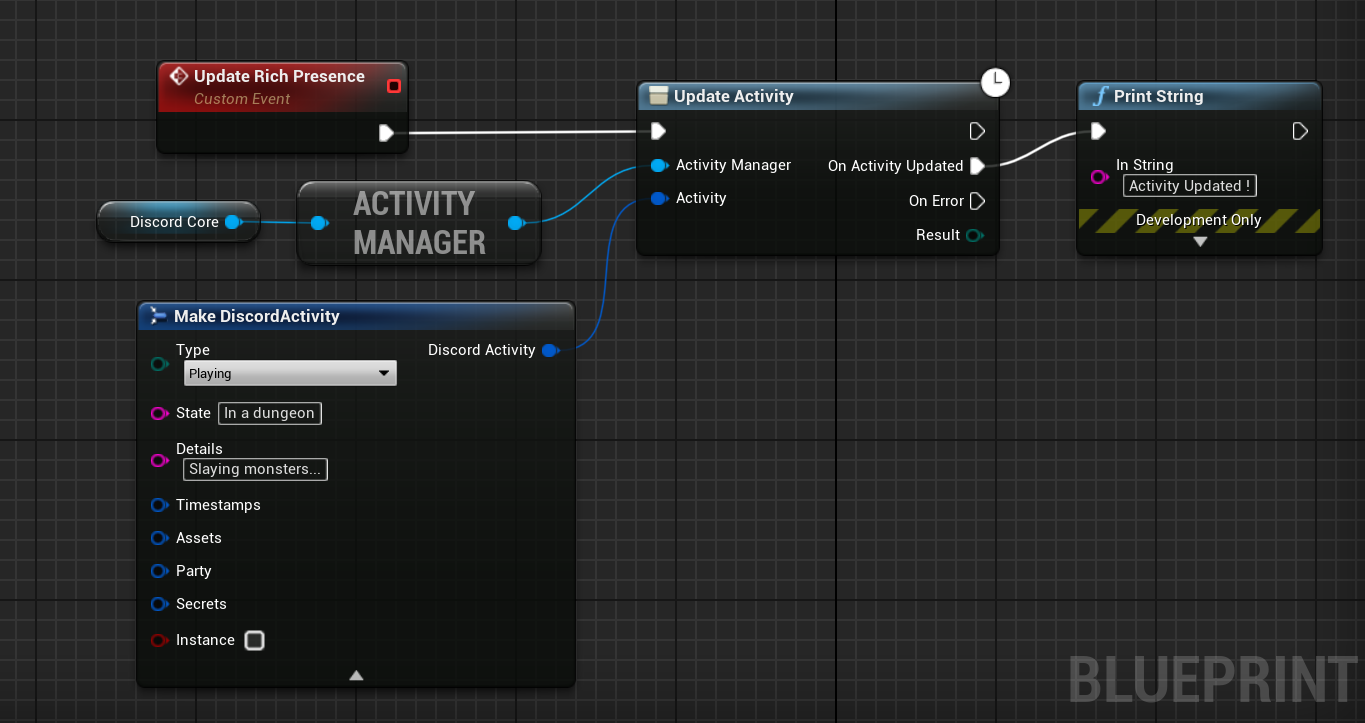 Update Rich Presence
Custom Event
Discord Core
ACTIVITY
MANAGER
Update Activity
Activity Manager
On Activity Updated
Activity
On Error
Result
Print String
In String
Activity Updated !
Development Only
Make DiscordActivity
Type
Discord Activity
Playing
State
In a dungeon
Details
Slaying monsters...
Timestamps
Assets
Party
Secrets
Instance
BLUEPRINT